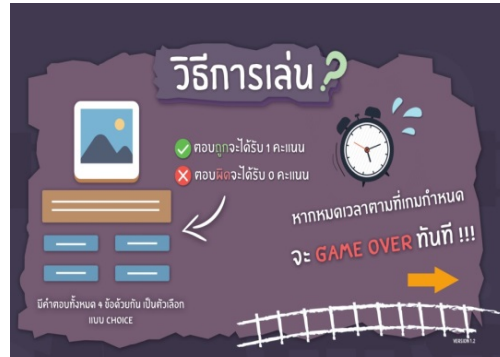 วิธีการเล่น?
ตอบถูกจะได้รับ 1 คะแนน
ตอบผิดจะได้รับ 0 คะแนน
หากหมดเวลาตามที่เกมกำหนด
จะ GAME OVER ทันที !!!
มีคำตอบทั้งหมด 4 ข้อด้วยกัน เป็นตัวเลือก
แบบ CHOICE
VERSION 1.2